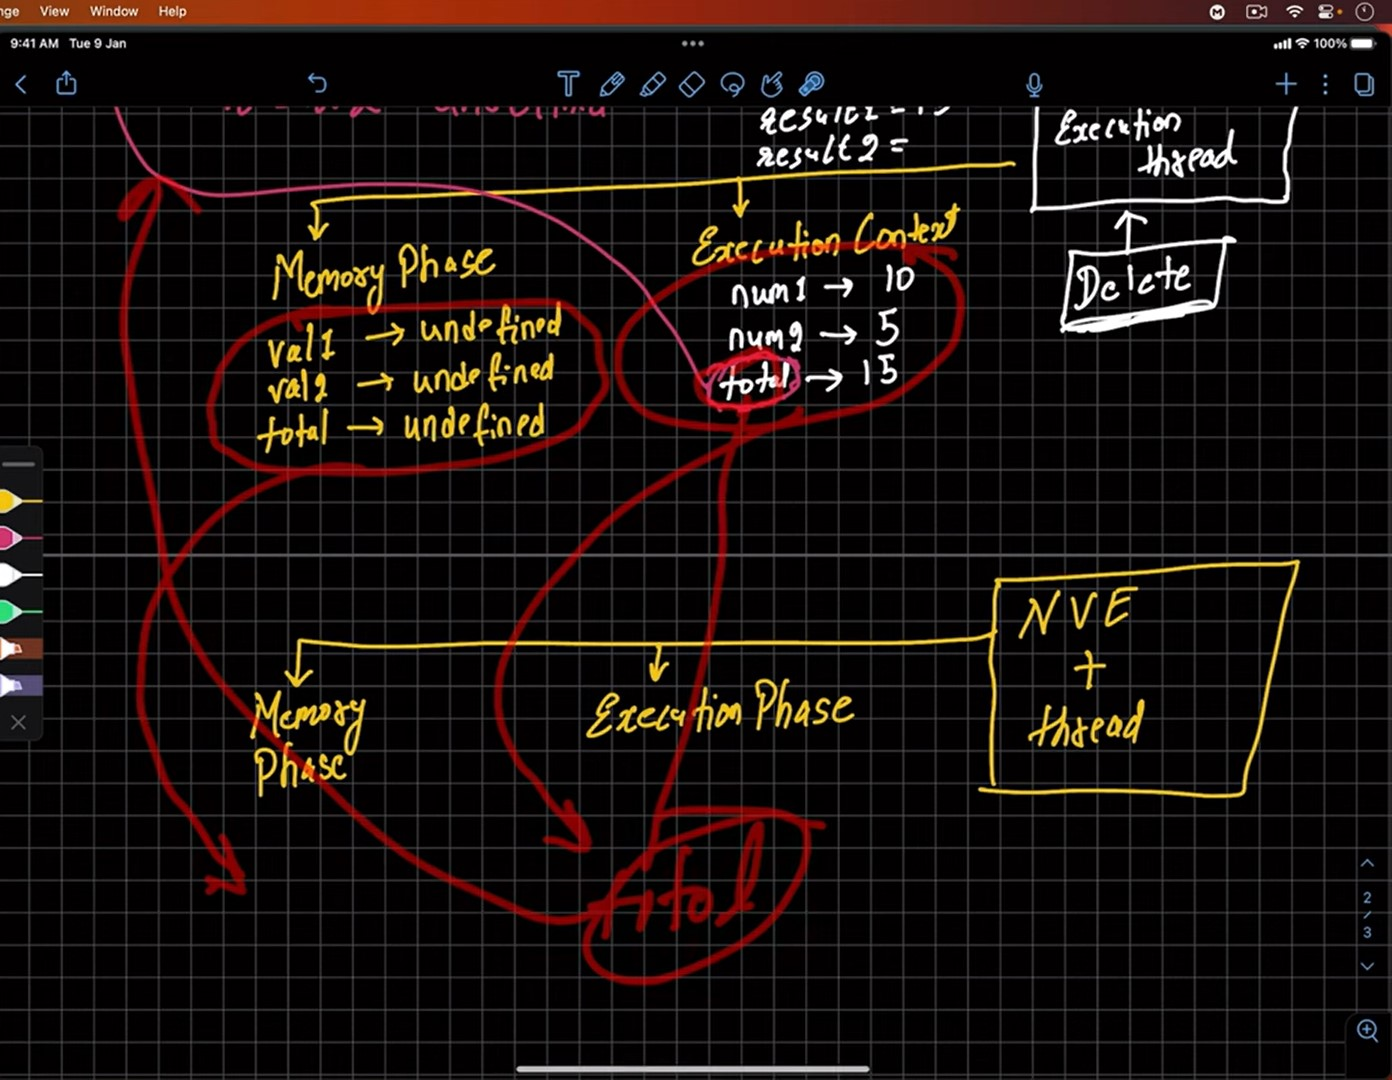 nge View Window Help
9:41 AM Tue 9 Jan
100%
result2 =
Execution
thread
Memory Phase
Execution Context
Delete
val1 → undefined
val2 → undefined
total → undefined
num1 → 10
num2 → 5
total → 15
NVE
+
thread
Memory
Phase
Execution Phase
total
2
/
3